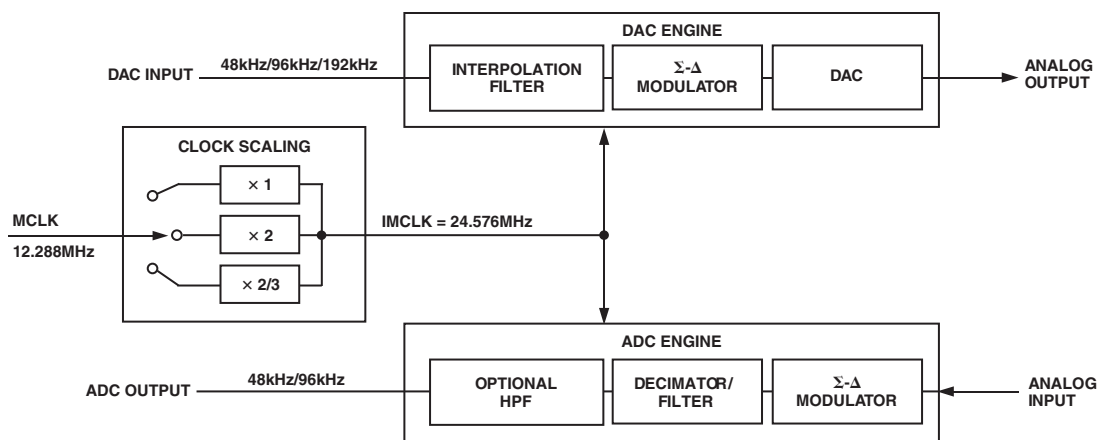 DAC ENGINE
DAC INPUT
48kHz/96kHz/192kHz
INTERPOLATION
FILTER
Σ-Δ
MODULATOR
DAC
ANALOG
OUTPUT
CLOCK SCALING
× 1
MCLK
12.288MHz
× 2
IMCLK = 24.576MHz
× 2/3
ADC ENGINE
ADC OUTPUT
48kHz/96kHz
OPTIONAL
HPF
DECIMATOR/
FILTER
Σ-Δ
MODULATOR
ANALOG
INPUT